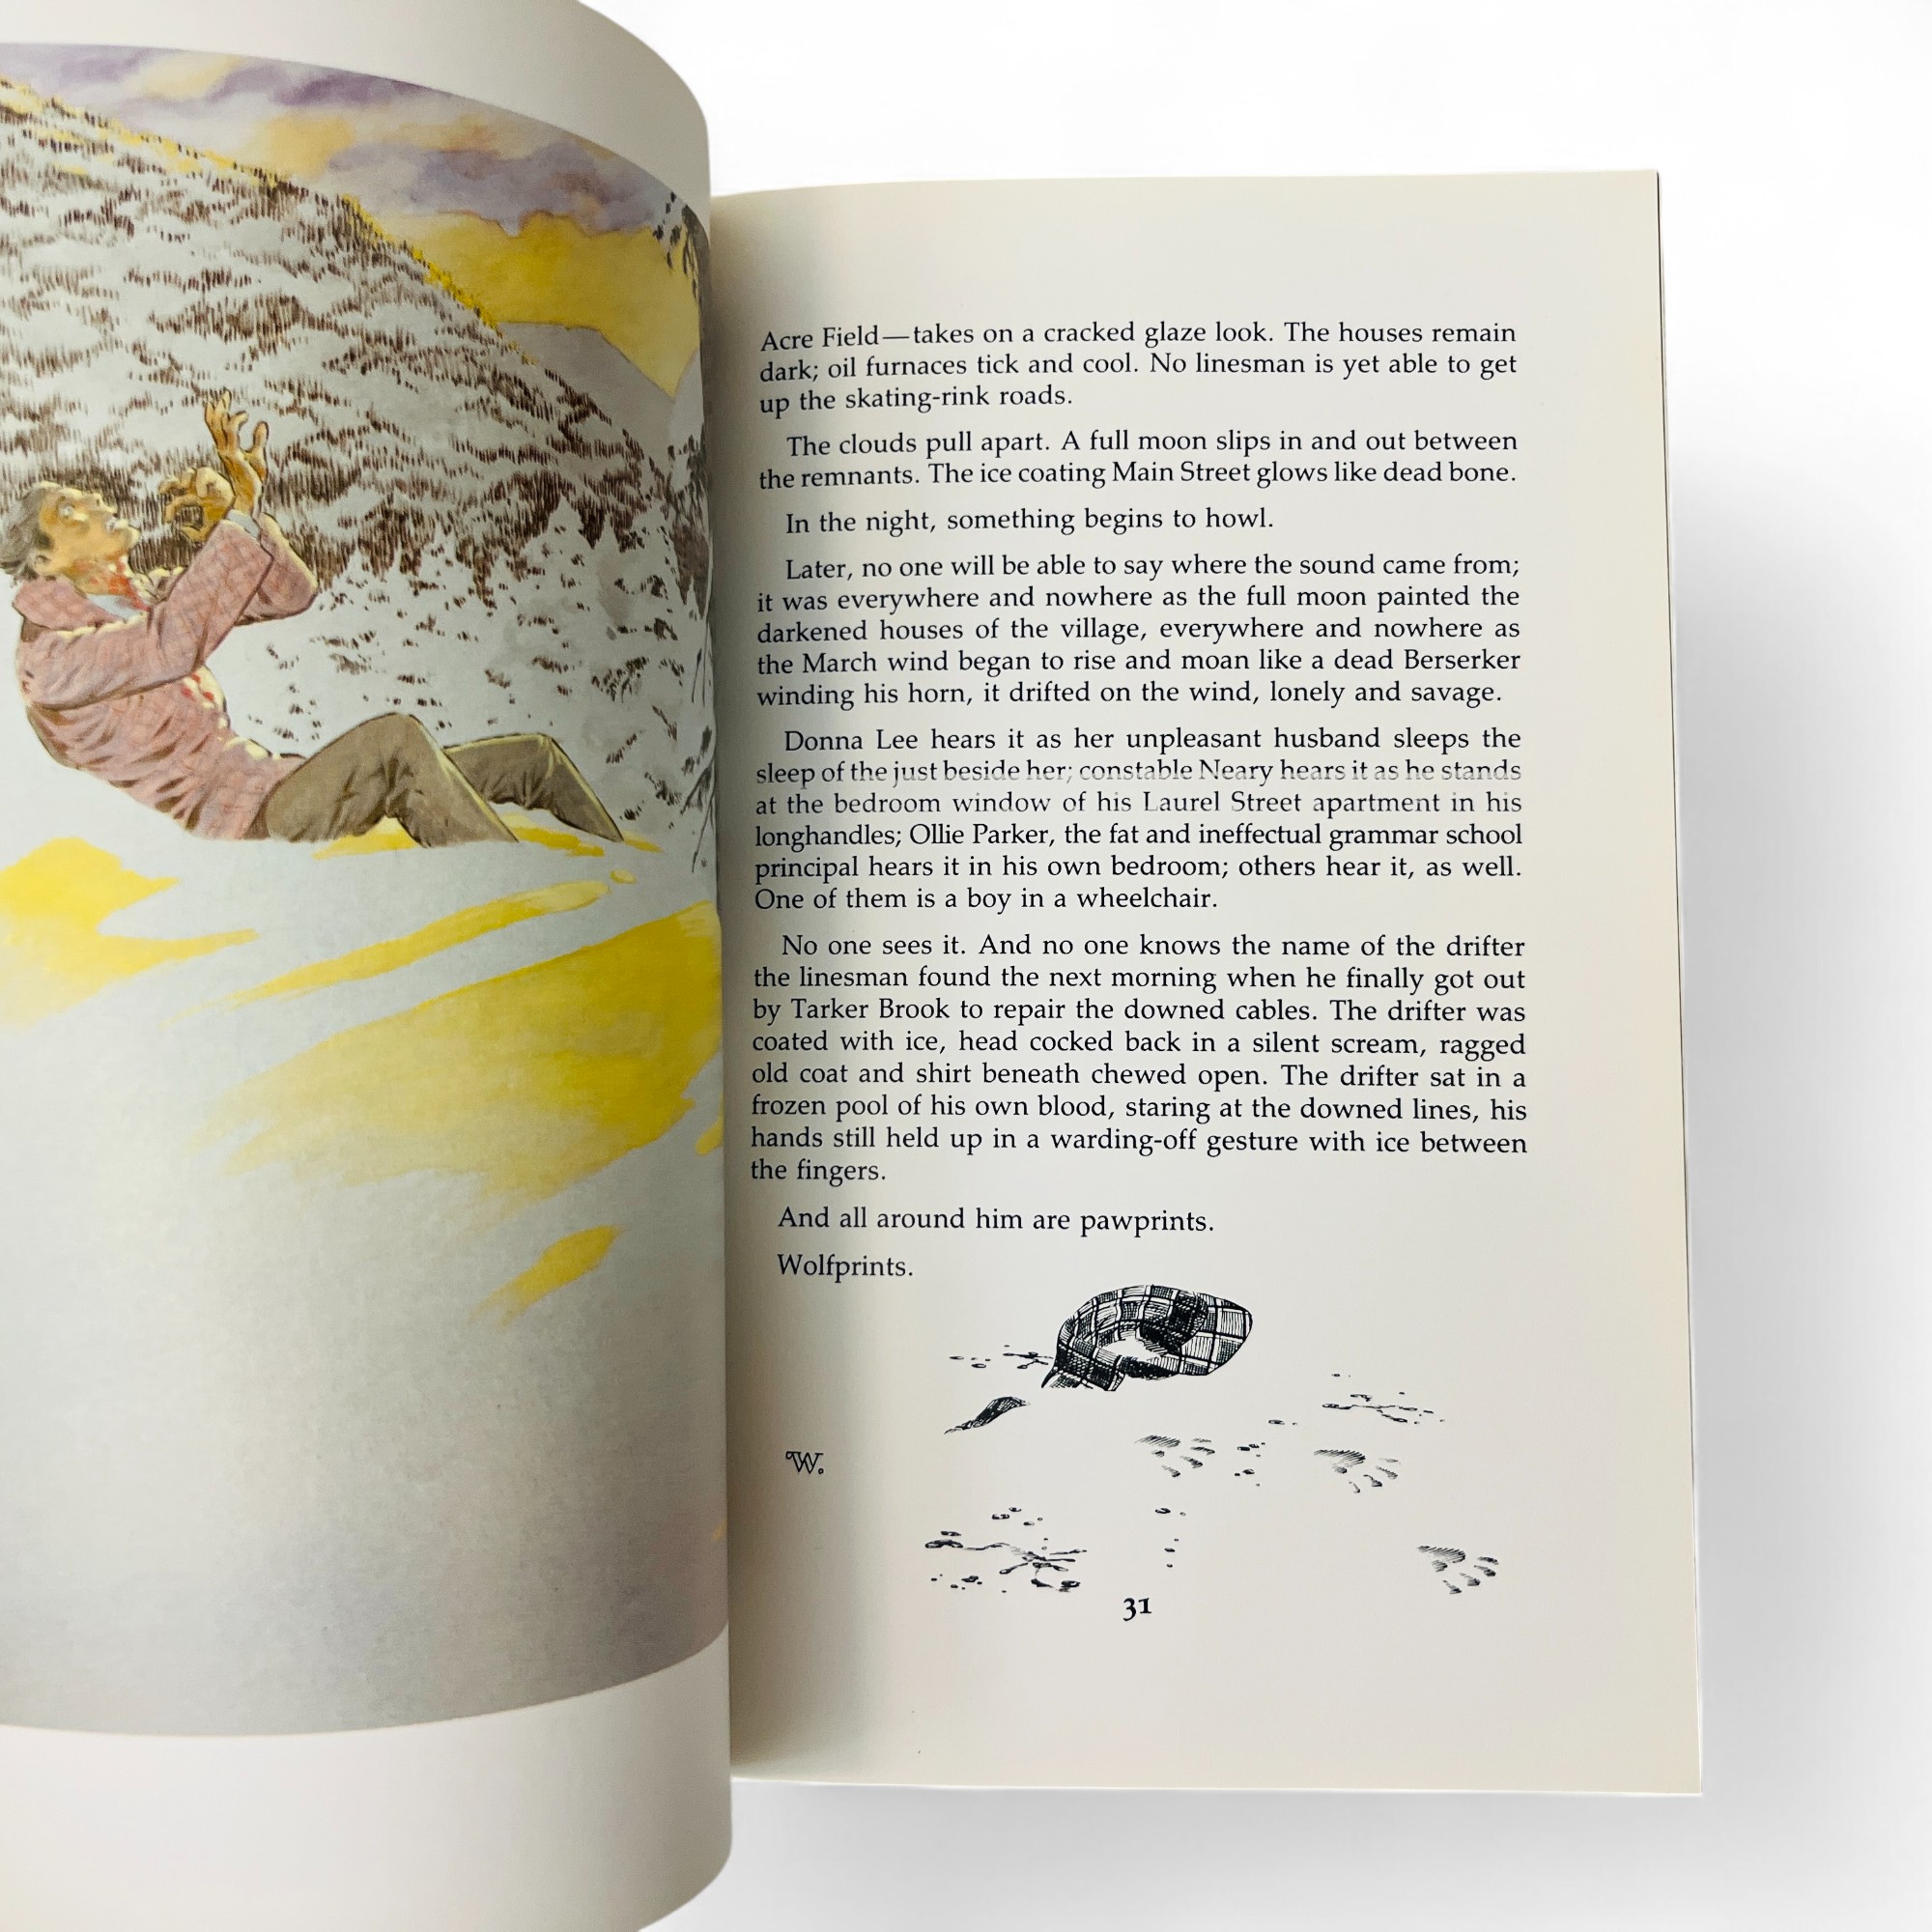 Acre Field—takes on a cracked glaze look. The houses remain
dark; oil furnaces tick and cool. No linesman is yet able to get
up the skating-rink roads.
The clouds pull apart. A full moon slips in and out between
the remnants. The ice coating Main Street glows like dead bone.
In the night, something begins to howl.
Later, no one will be able to say where the sound came from;
it was everywhere and nowhere as the full moon painted the
darkened houses of the village, everywhere and nowhere as
the March wind began to rise and moan like a dead Berserker
winding his horn, it drifted on the wind, lonely and savage.
Donna Lee hears it as her unpleasant husband sleeps the
sleep of the just beside her; constable Neary hears it as he stands
at the bedroom window of his Laurel Street apartment in his
longhandles; Ollie Parker, the fat and ineffectual grammar school
principal hears it in his own bedroom; others hear it, as well.
One of them is a boy in a wheelchair.
No one sees it. And no one knows the name of the drifter
the linesman found the next morning when he finally got out
by Tarker Brook to repair the downed cables. The drifter was
coated with ice, head cocked back in a silent scream, ragged
old coat and shirt beneath chewed open. The drifter sat in a
frozen pool of his own blood, staring at the downed lines, his
hands still held up in a warding-off gesture with ice between
the fingers.
And all around him are pawprints.
Wolfprints.
W.
31